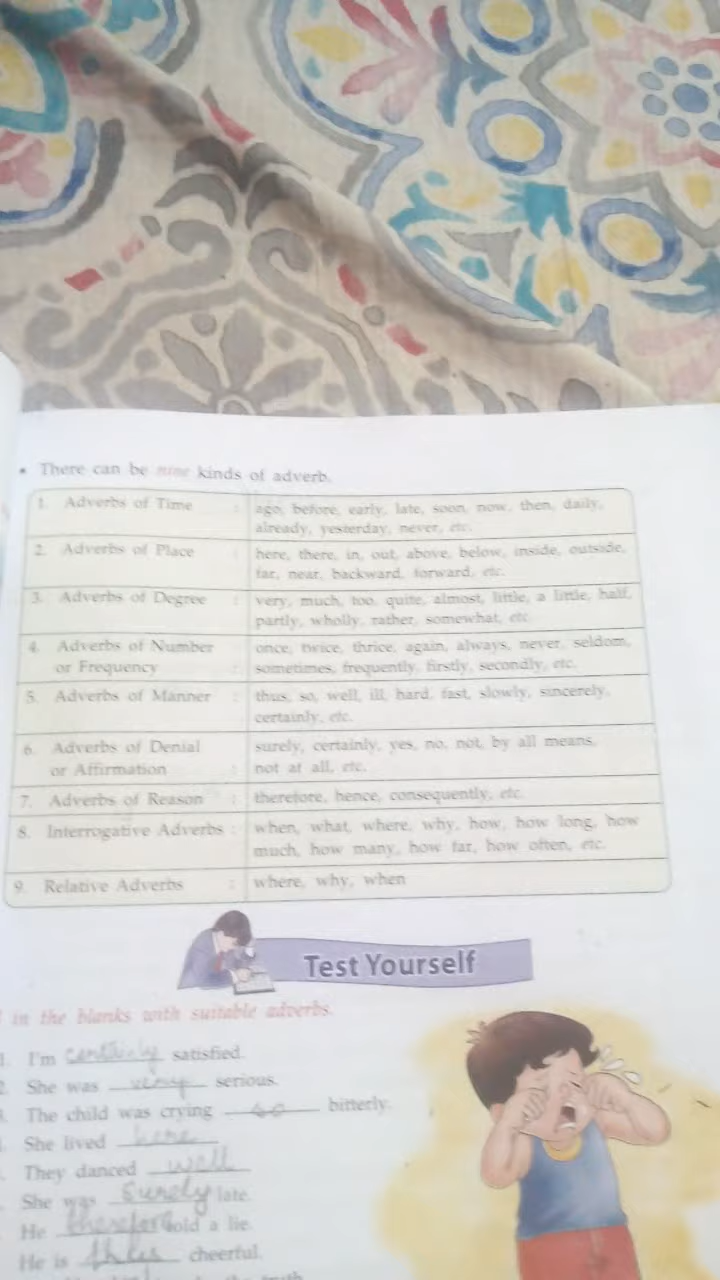 • There can be nine kinds of adverb.
1. Adverbs of Time : ago, before, early, late, soon, now, then, daily,
already, yesterday, never, etc.
2. Adverbs of Place : here, there, in, out, above, below, inside, outside,
far, near, backward, forward, etc.
3. Adverbs of Degree : very, much, too, quite, almost, little, a little, half,
partly, wholly, rather, somewhat, etc.
4. Adverbs of Number : once, twice, thrice, again, always, never, seldom,
or Frequency sometimes, frequently, firstly, secondly, etc.
5. Adverbs of Manner : thus, so, well, ill, hard, fast, slowly, sincerely,
certainly, etc.
6. Adverbs of Denial surely, certainly, yes, no, not, by all means,
or Affirmation : not at all, etc.
7. Adverbs of Reason : therefore, hence, consequently, etc.
8. Interrogative Adverbs : when, what, where, why, how, how long, how
much, how many, how far, how often, etc.
9. Relative Adverbs : where, why, when
Test Yourself
in the blanks with suitable adverbs.
1. I'm satisfied.
2. She was serious.
The child was crying so bitterly.
She lived here
They danced well
She was Surely late.
He therefore told a lie.
He is thus cheerful.
the truth